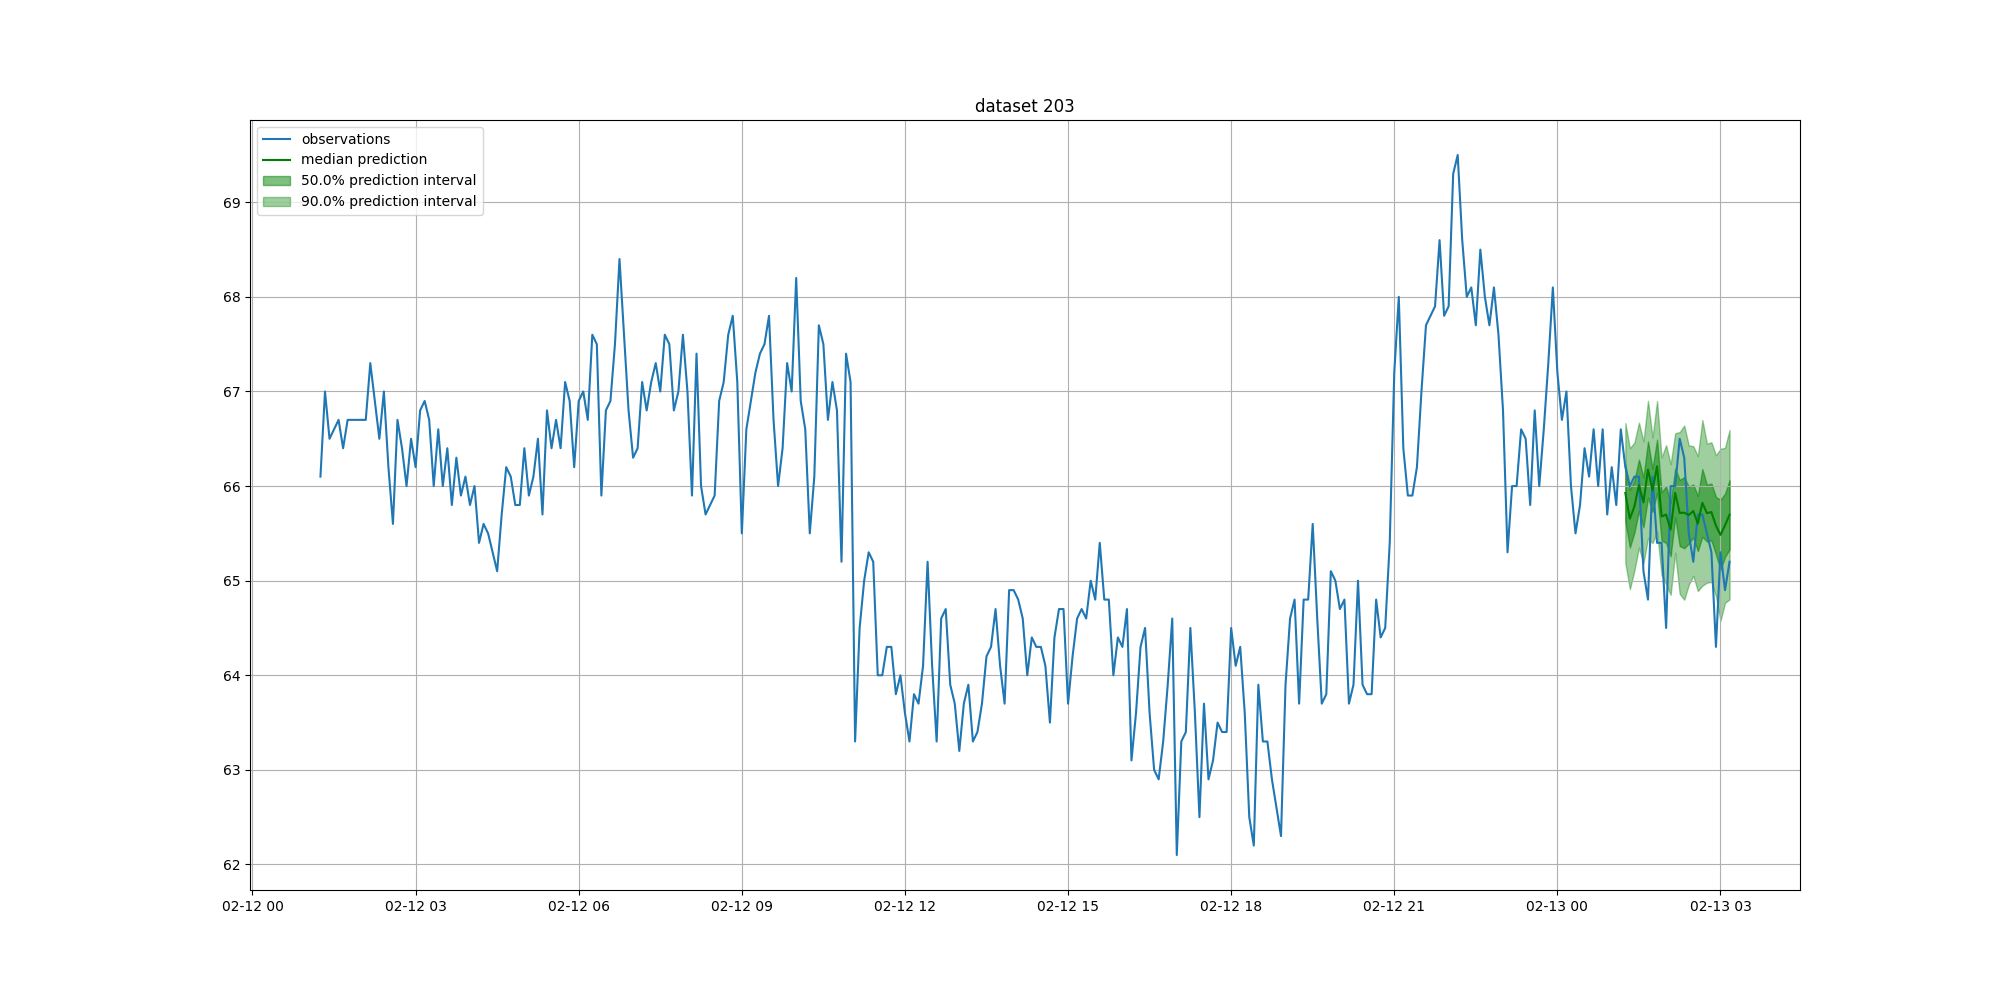 dataset 203
observations
median prediction
50.0% prediction interval
90.0% prediction interval
69
68
67
66
65
64
63
62
02-12 00 02-12 03 02-12 06 02-12 09 02-12 12 02-12 15 02-12 18 02-12 21 02-13 00 02-13 03